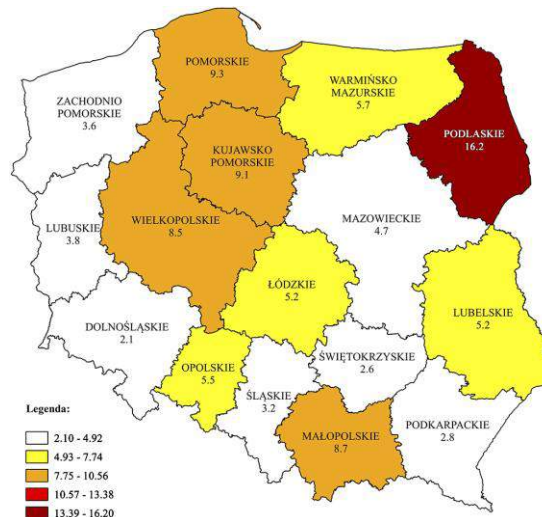 POMORSKIE
9.3
WARMIŃSKO
MAZURSKIE
5.7
ZACHODNIO
POMORSKIE
3.6
PODLASKIE
16.2
KUJAWSKO
POMORSKIE
9.1
MAZOWIECKIE
4.7
WIELKOPOLSKIE
8.5
LUBUSKIE
3.8
ŁÓDZKIE
5.2
LUBELSKIE
5.2
DOLNOŚLĄSKIE
2.1
ŚWIĘTOKRZYSKIE
2.6
OPOLSKIE
5.5
ŚLĄSKIE
3.2
PODKARPACKIE
2.8
MAŁOPOLSKIE
8.7
Legenda:
2.10 - 4.92
4.93 - 7.74
7.75 - 10.56
10.57 - 13.38
13.39 - 16.20